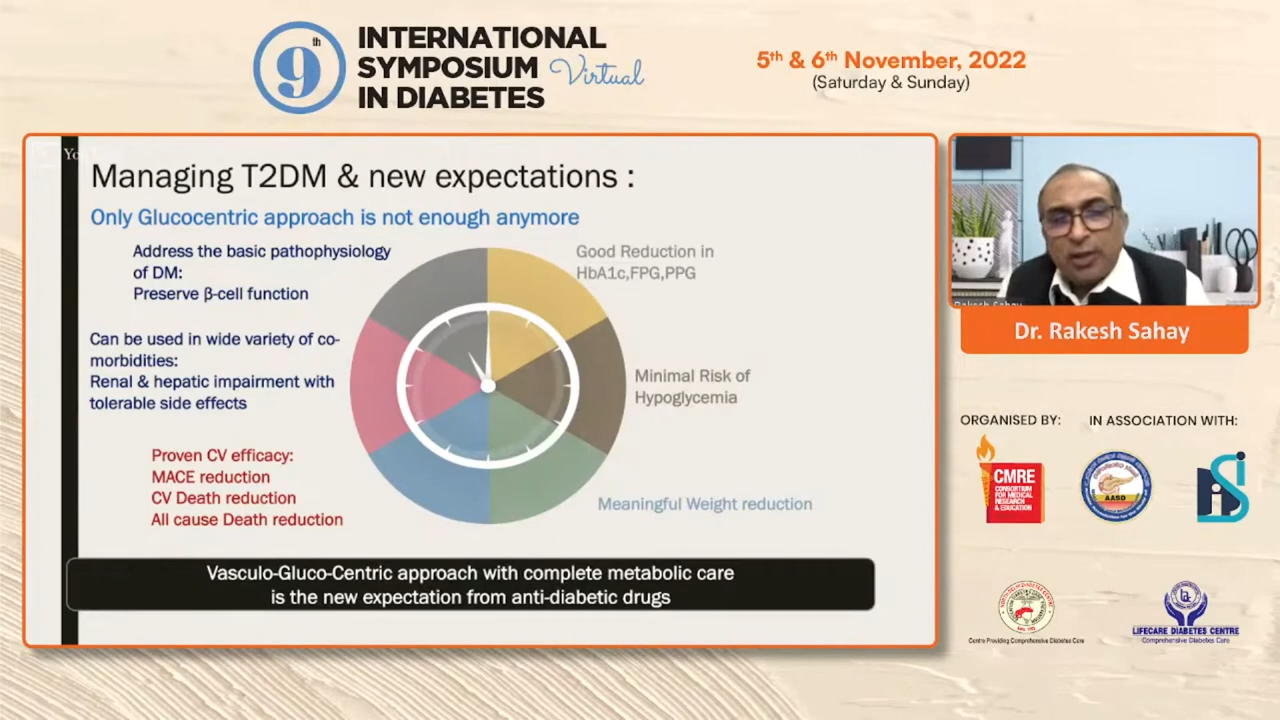 9th
INTERNATIONAL
SYMPOSIUM Virtual
IN DIABETES
5th & 6th November, 2022
(Saturday & Sunday)
Managing T2DM & new expectations :
Only Glucocentric approach is not enough anymore
Address the basic pathophysiology
of DM:
Preserve β-cell function
Can be used in wide variety of co-
morbidities:
Renal & hepatic impairment with
tolerable side effects
Proven CV efficacy:
MACE reduction
CV Death reduction
All cause Death reduction
Good Reduction in
HbA1c,FPG,PPG
Minimal Risk of
Hypoglycemia
Meaningful Weight reduction
Vasculo-Gluco-Centric approach with complete metabolic care
is the new expectation from anti-diabetic drugs
Rakesh Sahay
Dr. Rakesh Sahay
ORGANISED BY:
IN ASSOCIATION WITH:
CMRE
CONSORTIUM
FOR MEDICAL
RESEARCH
& EDUCATION
AASD
Centre Providing Comprehensive Diabetes Care
LIFECARE DIABETES CENTRE
Comprehensive Diabetes Care